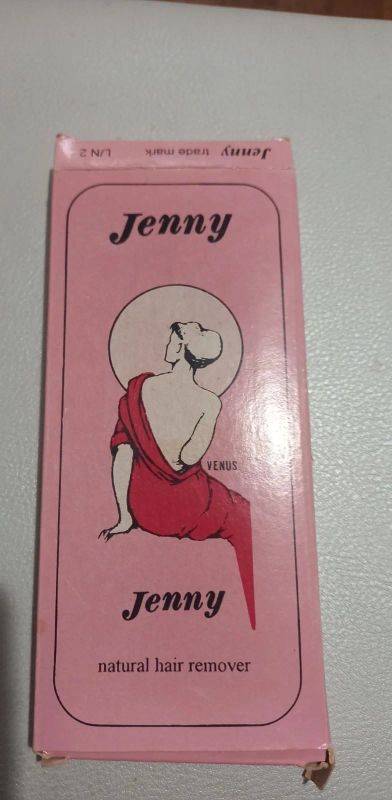 Jenny trade mark L/N 2
Jenny
VENUS
Jenny
natural hair remover